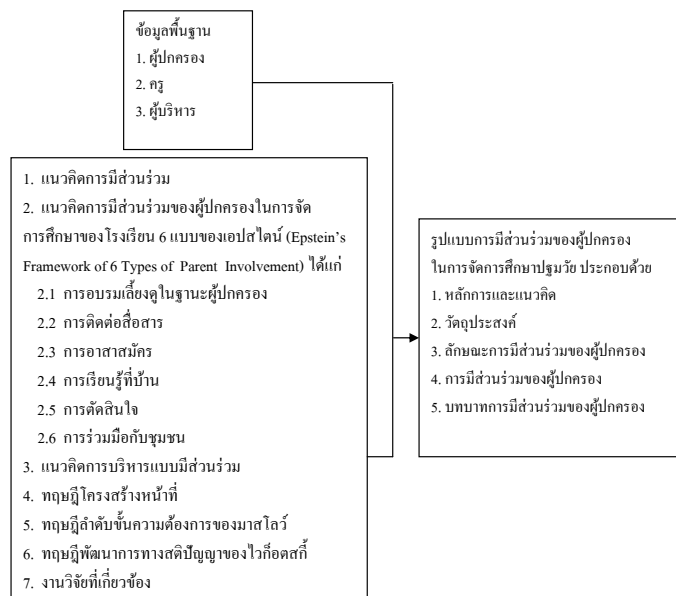 ข้อมูลพื้นฐาน
1. ผู้ปกครอง
2. ครู
3. ผู้บริหาร
1. แนวคิดการมีส่วนร่วม
2. แนวคิดการมีส่วนร่วมของผู้ปกครองในการจัด
การศึกษาของโรงเรียน 6 แบบของเอปสไตน์ (Epstein's
Framework of 6 Types of Parent Involvement) ได้แก่
2.1 การอบรมเลี้ยงดูในฐานะผู้ปกครอง
2.2 การติดต่อสื่อสาร
2.3 การอาสาสมัคร
2.4 การเรียนรู้ที่บ้าน
2.5 การตัดสินใจ
2.6 การร่วมมือกับชุมชน
3. แนวคิดการบริหารแบบมีส่วนร่วม
4. ทฤษฎีโครงสร้างหน้าที่
5. ทฤษฎีลำดับขั้นความต้องการของมาสโลว์
6. ทฤษฎีพัฒนาการทางสติปัญญาของไวก็อตสกี้
7. งานวิจัยที่เกี่ยวข้อง
รูปแบบการมีส่วนร่วมของผู้ปกครอง
ในการจัดการศึกษาปฐมวัย ประกอบด้วย
1. หลักการและแนวคิด
2. วัตถุประสงค์
3. ลักษณะการมีส่วนร่วมของผู้ปกครอง
4. การมีส่วนร่วมของผู้ปกครอง
5. บทบาทการมีส่วนร่วมของผู้ปกครอง